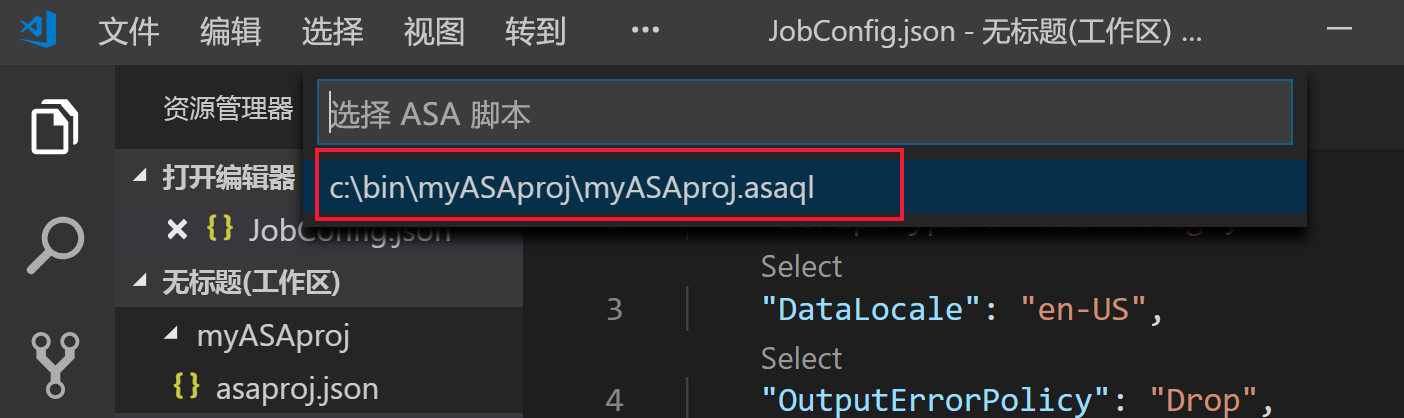 文件 编辑 选择 视图 转到 ... JobConfig.json - 无标题(工作区) ...
资源管理器
选择 ASA 脚本
打开编辑器
c:\bin\myASAproj\myASAproj.asaql
JobConfig.json
无标题(工作区)
myASAproj
asaproj.json
Select
3 "DataLocale": "en-US",
Select
4 "OutputErrorPolicy": "Drop",